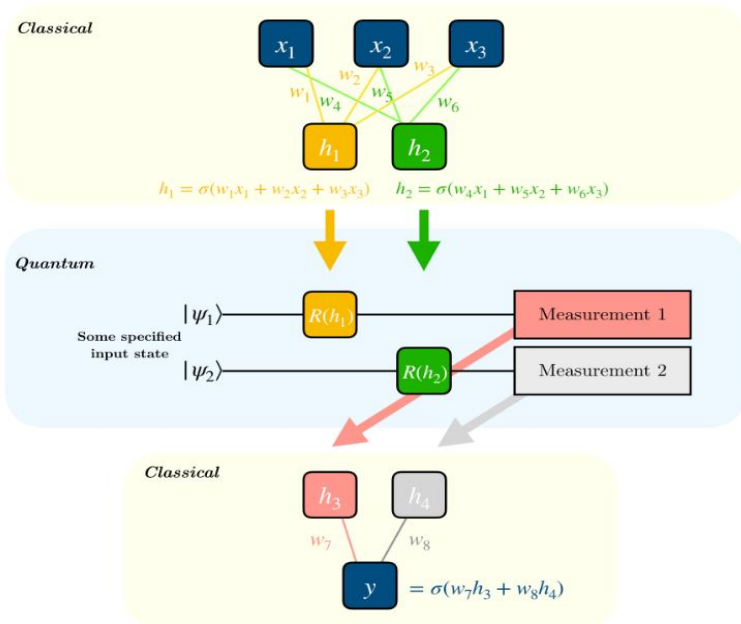 Classical
x₁ x₂ x₃
w₁ w₄ w₂ w₅ w₃ w₆
h₁ h₂
h₁ = σ(w₁x₁ + w₂x₂ + w₃x₃) h₂ = σ(w₄x₁ + w₅x₂ + w₆x₃)
Quantum
|ψ₁⟩ R(h₁) Measurement 1
Some specified
input state
|ψ₂⟩ R(h₂) Measurement 2
Classical
h₃ h₄
w₇ w₈
y = σ(w₇h₃ + w₈h₄)